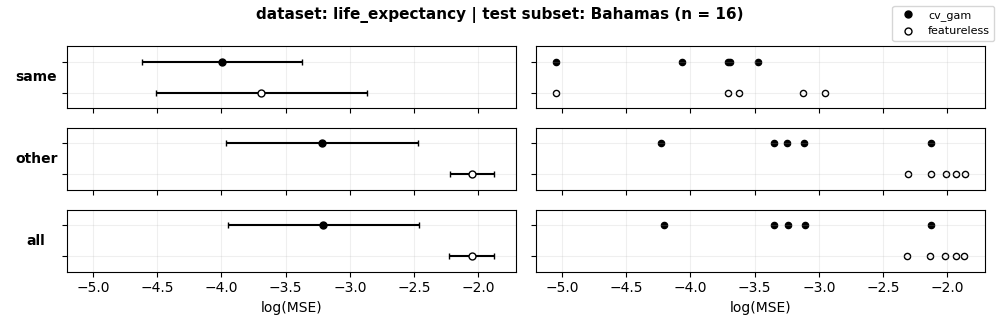 dataset: life_expectancy | test subset: Bahamas (n = 16)
cv_gam
featureless
same
other
all
−5.0 −4.5 −4.0 −3.5 −3.0 −2.5 −2.0
−5.0 −4.5 −4.0 −3.5 −3.0 −2.5 −2.0
log(MSE)
log(MSE)